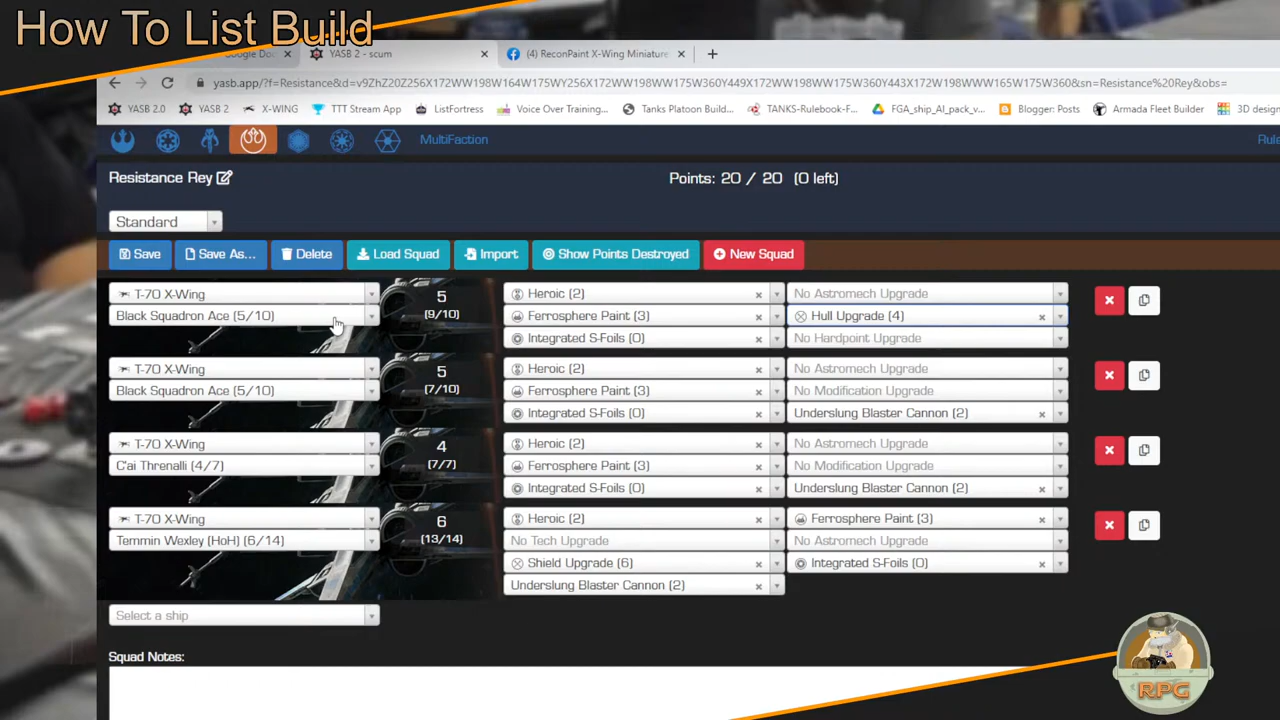 How To List Build
Google Do
YASB 2 - scum
(4) ReconPaint X-Wing Miniature
yasb.app/?f=Resistance&d=v9ZhZ20Z256X172WW198W164W175WY256X172WW198WW175W360Y449X172WW198WW175W360Y443X172WW198WWW165W175W360&sn=Resistance%20Rey&obs=
YASB 2.0
YASB 2
X-WING
TTT Stream App
ListFortress
Voice Over Training...
Tanks Platoon Build...
TANKS-Rulebook-F...
FGA_ship_AI_pack_v...
Blogger: Posts
Armada Fleet Builder
3D design
MultiFaction
Rule
Resistance Rey
Points: 20 / 20 (0 left)
Standard
Save
Save As...
Delete
Load Squad
Import
Show Points Destroyed
New Squad
T-70 X-Wing
Black Squadron Ace (5/10)
5
(9/10)
Heroic (2)
No Astromech Upgrade
Ferrosphere Paint (3)
Hull Upgrade (4)
Integrated S-Foils (0)
No Hardpoint Upgrade
T-70 X-Wing
Black Squadron Ace (5/10)
5
(7/10)
Heroic (2)
No Astromech Upgrade
Ferrosphere Paint (3)
No Modification Upgrade
Integrated S-Foils (0)
Underslung Blaster Cannon (2)
T-70 X-Wing
C'ai Threnalli (4/7)
4
(7/7)
Heroic (2)
No Astromech Upgrade
Ferrosphere Paint (3)
No Modification Upgrade
Integrated S-Foils (0)
Underslung Blaster Cannon (2)
T-70 X-Wing
Temmin Wexley (HoH) (6/14)
6
(13/14)
Heroic (2)
Ferrosphere Paint (3)
No Tech Upgrade
No Astromech Upgrade
Shield Upgrade (6)
Integrated S-Foils (0)
Underslung Blaster Cannon (2)
Select a ship
Squad Notes:
RPG